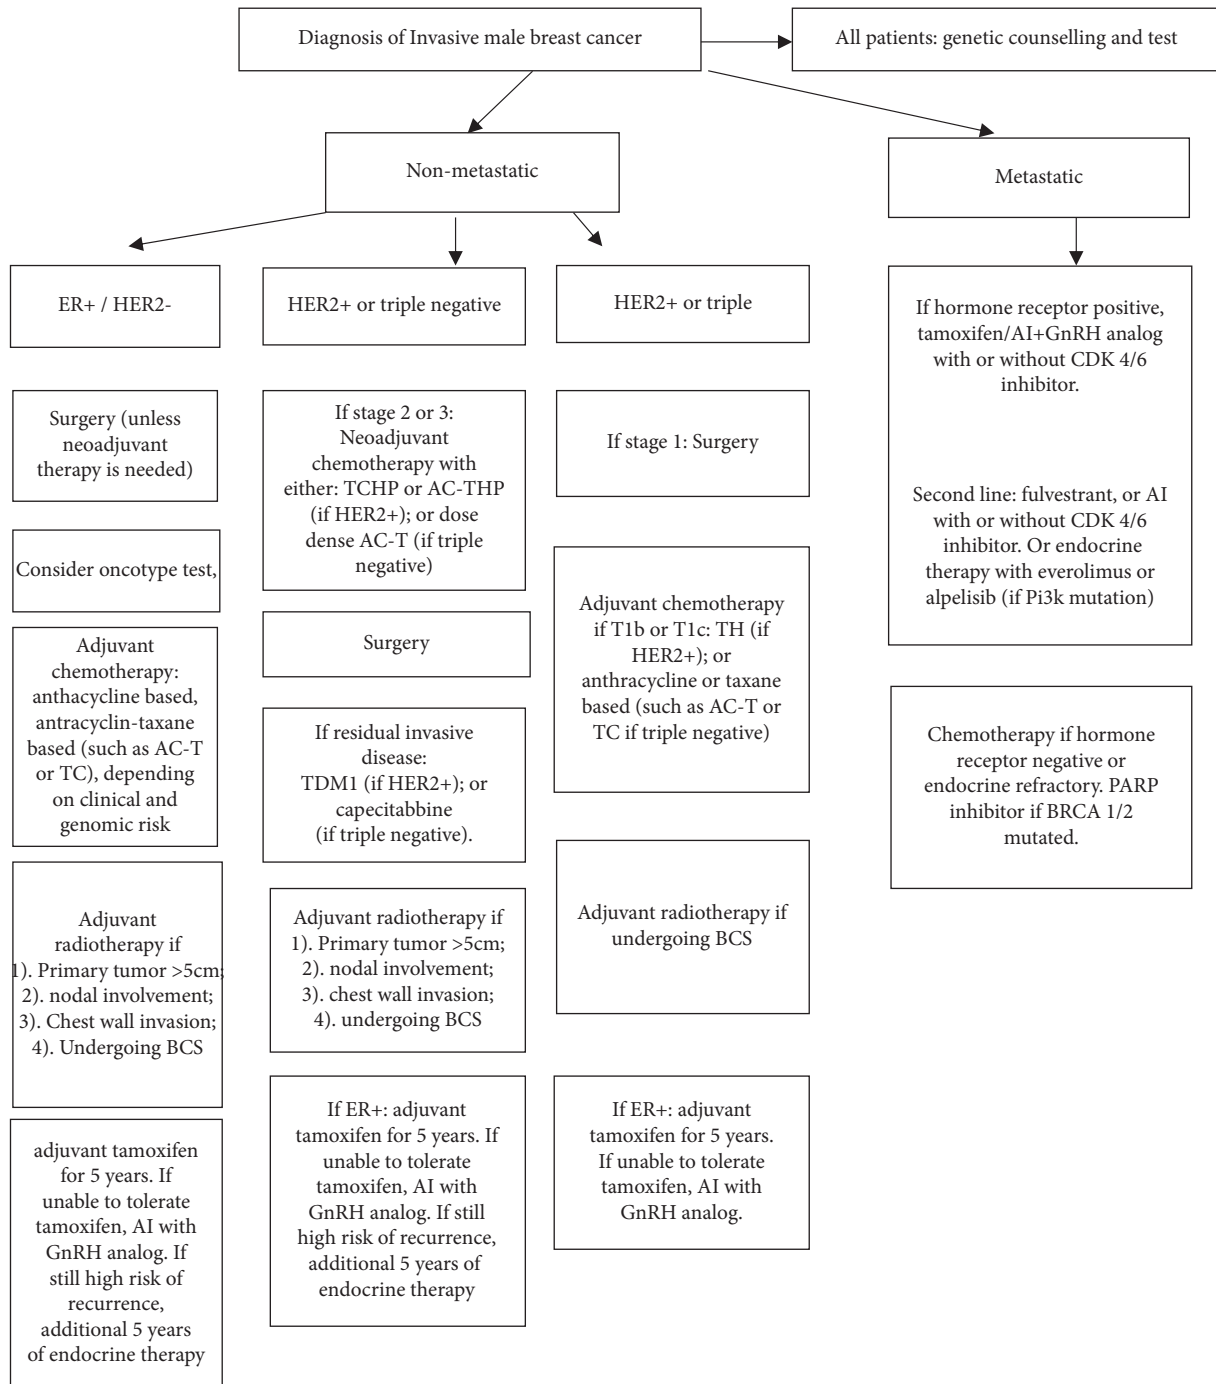 Diagnosis of Invasive male breast cancer
All patients: genetic counselling and test
Non-metastatic
Metastatic
ER+ / HER2-
Surgery (unless
neoadjuvant
therapy is needed)
Consider oncotype test,
Adjuvant
chemotherapy:
anthacycline based,
antracyclin-taxane
based (such as AC-T
or TC), depending
on clinical and
genomic risk
Adjuvant
radiotherapy if
1). Primary tumor >5cm;
2). nodal involvement;
3). Chest wall invasion;
4). Undergoing BCS
adjuvant tamoxifen
for 5 years. If
unable to tolerate
tamoxifen, AI with
GnRH analog. If
still high risk of
recurrence,
additional 5 years
of endocrine therapy
HER2+ or triple negative
If stage 2 or 3:
Neoadjuvant
chemotherapy with
either: TCHP or AC-THP
(if HER2+); or dose
dense AC-T (if triple
negative)
Surgery
If residual invasive
disease:
TDM1 (if HER2+); or
capecitabbine
(if triple negative).
Adjuvant radiotherapy if
1). Primary tumor >5cm;
2). nodal involvement;
3). chest wall invasion;
4). undergoing BCS
If ER+: adjuvant
tamoxifen for 5 years. If
unable to tolerate
tamoxifen, AI with
GnRH analog. If still
high risk of recurrence,
additional 5 years of
endocrine therapy
HER2+ or triple
If stage 1: Surgery
Adjuvant chemotherapy
if T1b or T1c: TH (if
HER2+); or
anthracycline or taxane
based (such as AC-T or
TC if triple negative)
Adjuvant radiotherapy if
undergoing BCS
If ER+: adjuvant
tamoxifen for 5 years.
If unable to tolerate
tamoxifen, AI with
GnRH analog.
If hormone receptor positive,
tamoxifen/AI+GnRH analog
with or without CDK 4/6
inhibitor.
Second line: fulvestrant, or AI
with or without CDK 4/6
inhibitor. Or endocrine
therapy with everolimus or
alpelisib (if Pi3k mutation)
Chemotherapy if hormone
receptor negative or
endocrine refractory. PARP
inhibitor if BRCA 1/2
mutated.